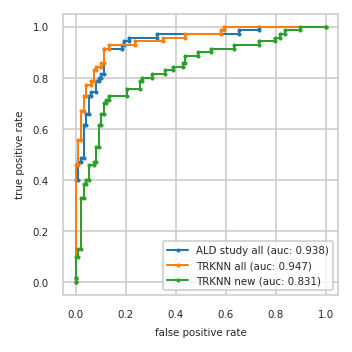 1.0
0.8
0.6
0.4
0.2
0.0
true positive rate
ALD study all (auc: 0.938)
TRKNN all (auc: 0.947)
TRKNN new (auc: 0.831)
0.0 0.2 0.4 0.6 0.8 1.0
false positive rate